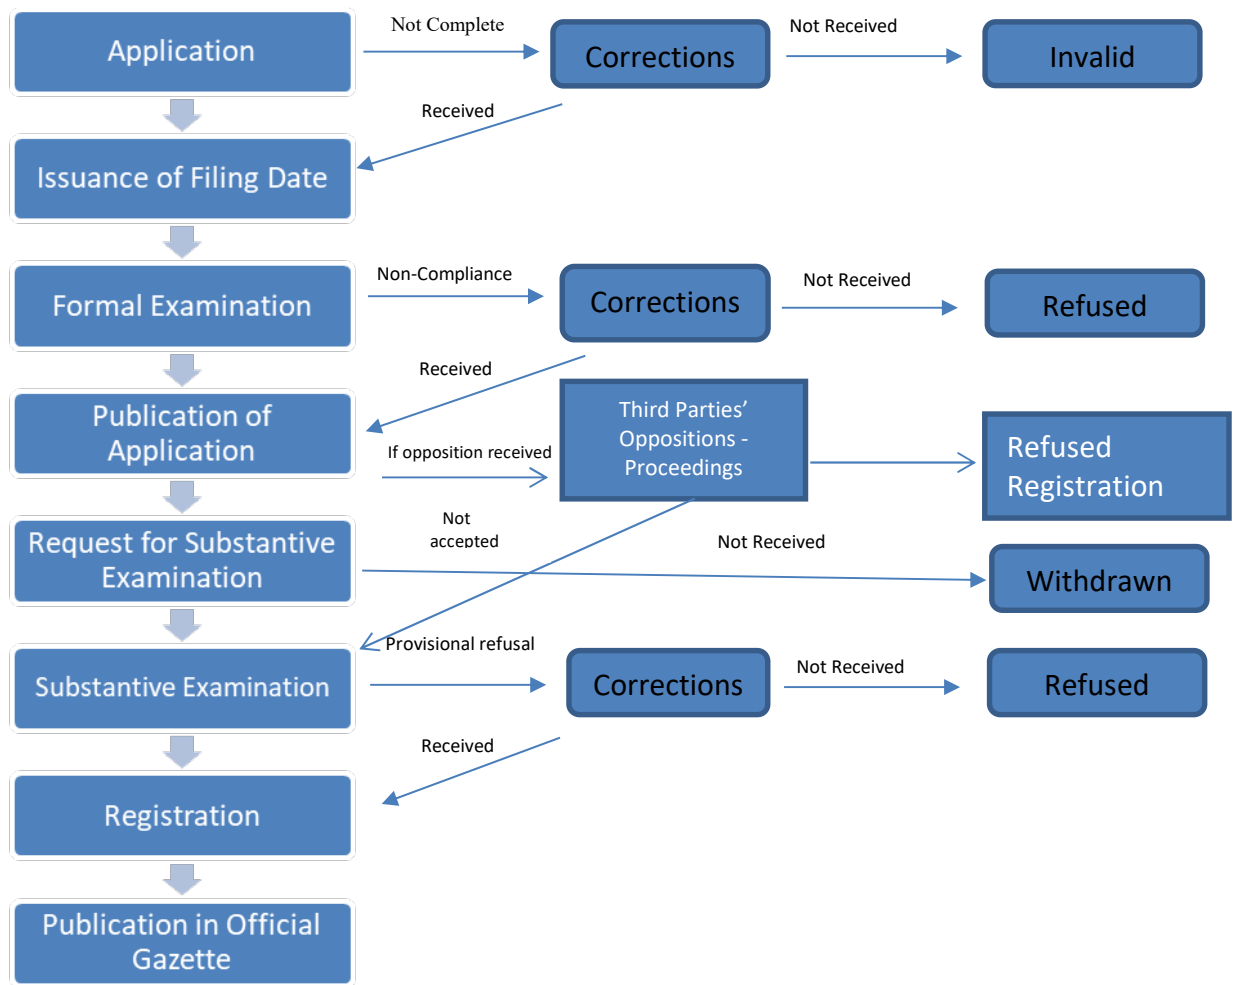 Application
Not Complete
Corrections
Not Received
Invalid
Received
Issuance of Filing Date
Formal Examination
Non-Compliance
Corrections
Not Received
Refused
Received
Publication of
Application
If opposition received
Third Parties’
Oppositions -
Proceedings
Refused
Registration
Not
accepted
Request for Substantive
Examination
Not Received
Withdrawn
Provisional refusal
Substantive Examination
Corrections
Not Received
Refused
Received
Registration
Publication in Official
Gazette